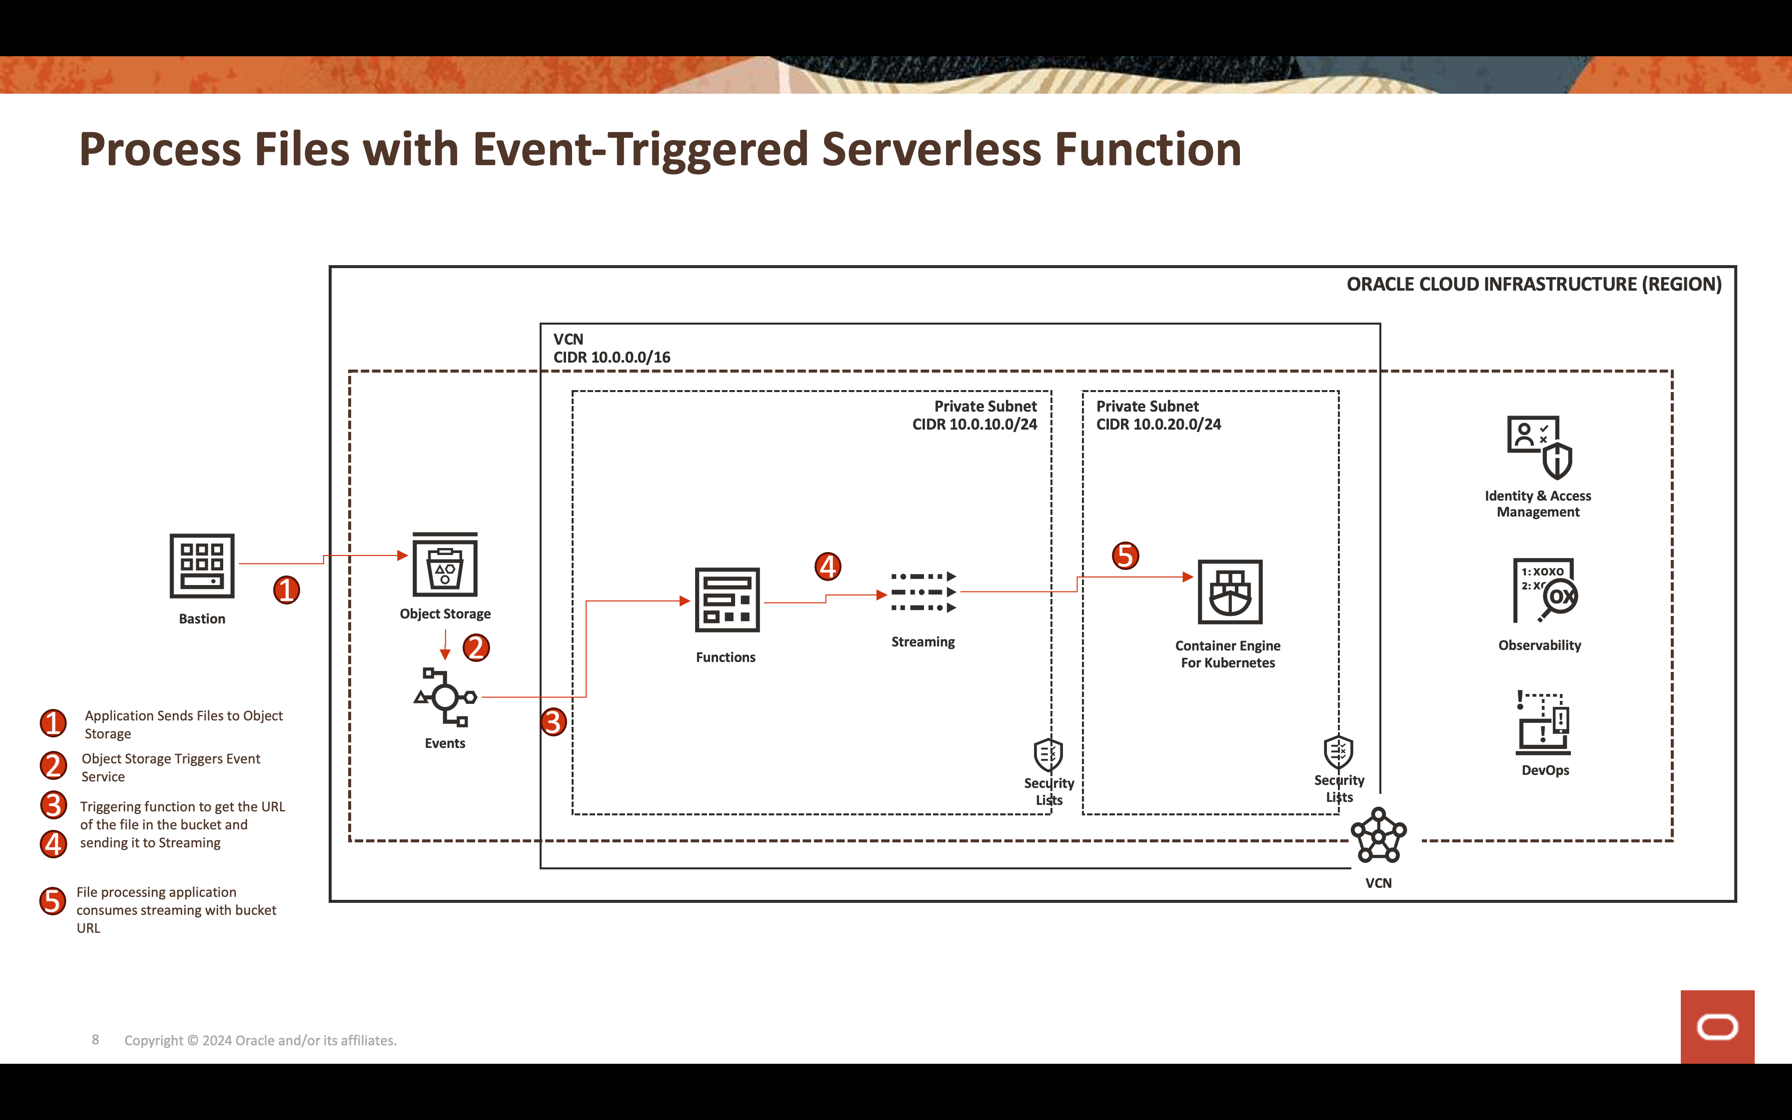 Process Files with Event-Triggered Serverless Function
ORACLE CLOUD INFRASTRUCTURE (REGION)
VCN
CIDR 10.0.0.0/16
Private Subnet
CIDR 10.0.10.0/24
Private Subnet
CIDR 10.0.20.0/24
Identity & Access
Management
1
Bastion
Object Storage
2
Events
3
Functions
4
Streaming
5
Container Engine
For Kubernetes
1: XOXO
2: X
OX
Observability
DevOps
Security
Lists
Security
Lists
VCN
1 Application Sends Files to Object
Storage
2 Object Storage Triggers Event
Service
3 Triggering function to get the URL
of the file in the bucket and
4 sending it to Streaming
5 File processing application
consumes streaming with bucket
URL
8 Copyright © 2024 Oracle and/or its affiliates.